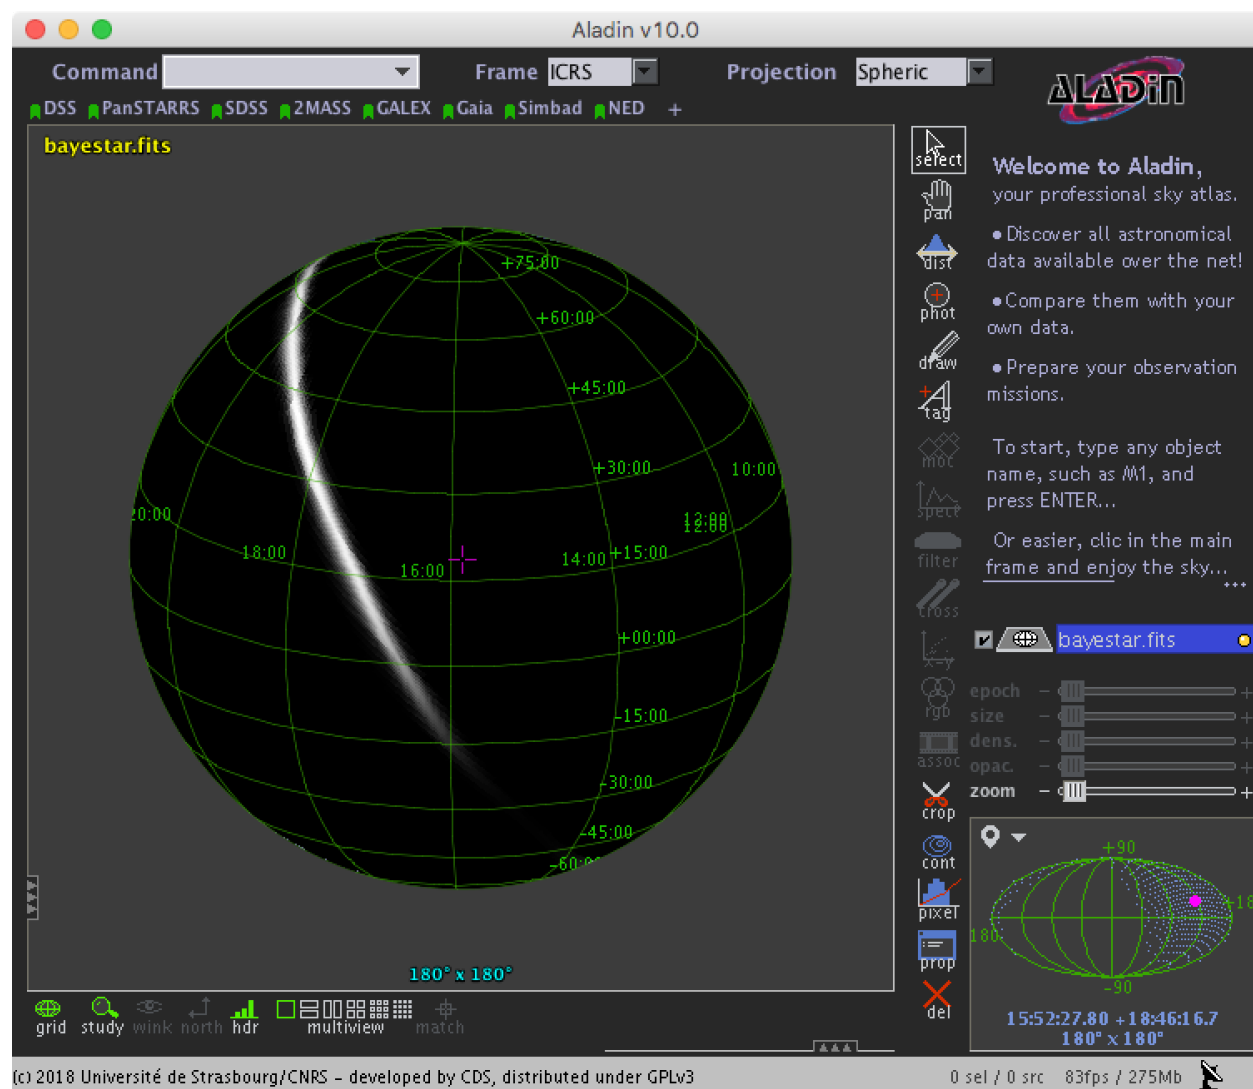 Aladin v10.0
Command Frame ICRS Projection Spheric
ALADiN
DSS PanSTARRS SDSS 2MASS GALEX Gaia Simbad NED +
bayestar.fits
+75:00
+60:00
+45:00
+30:00 10:00
20:00 12:00
18:00 16:00 14:00 +15:00
+00:00
-15:00
-30:00
-45:00
-60:00
180° x 180°
select
pan
dist
phot
draw
tag
moc
spect
filter
cross
x-y
rgb
assoc
crop
cont
pixel
prop
del
Welcome to Aladin,
your professional sky atlas.
• Discover all astronomical
data available over the net!
• Compare them with your
own data.
• Prepare your observation
missions.
To start, type any object
name, such as M1, and
press ENTER...
Or easier, clic in the main
frame and enjoy the sky...
...
bayestar.fits
epoch - +
size - +
dens. - +
opac. - +
zoom - +
+90
180 +18
-90
15:52:27.80 +18:46:16.7
180° x 180°
grid study wink north hdr multiview match
(c) 2018 Université de Strasbourg/CNRS - developed by CDS, distributed under GPLv3 0 sel / 0 src 83fps / 275Mb